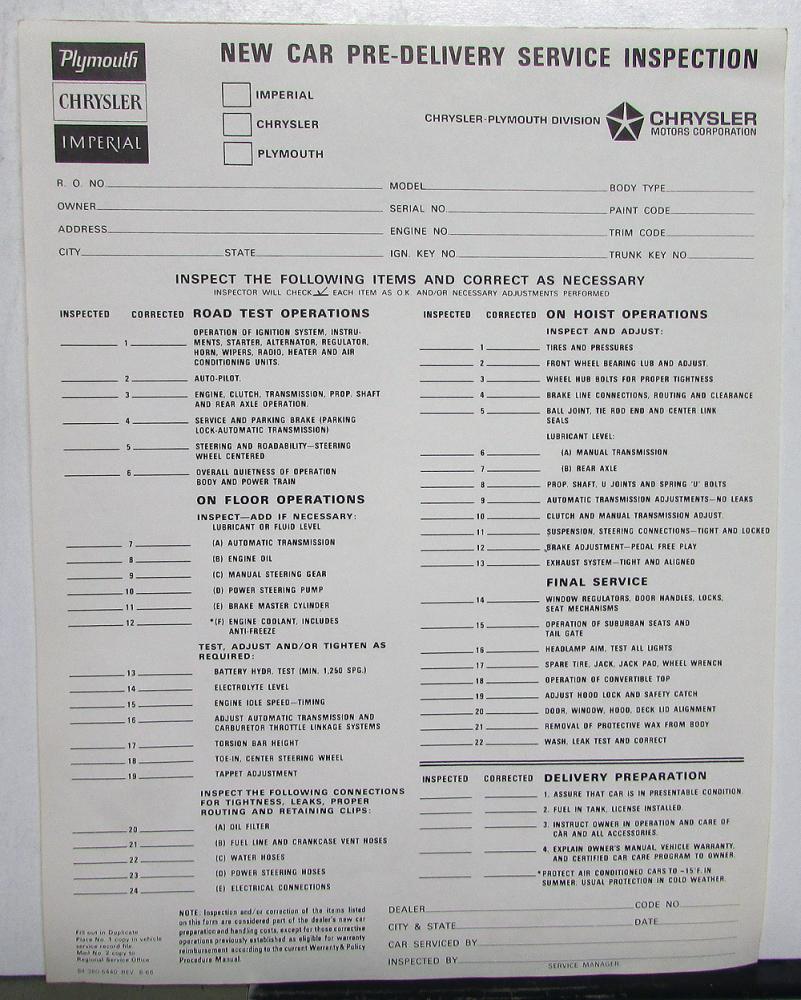 Plymouth
CHRYSLER
IMPERIAL
NEW CAR PRE-DELIVERY SERVICE INSPECTION
IMPERIAL
CHRYSLER
PLYMOUTH
CHRYSLER-PLYMOUTH DIVISION
CHRYSLER
MOTORS CORPORATION
R. O. NO. MODEL BODY TYPE
OWNER SERIAL NO. PAINT CODE
ADDRESS ENGINE NO. TRIM CODE
CITY STATE IGN. KEY NO. TRUNK KEY NO.
INSPECT THE FOLLOWING ITEMS AND CORRECT AS NECESSARY
INSPECTOR WILL CHECK ✓ EACH ITEM AS O.K. AND/OR NECESSARY ADJUSTMENTS PERFORMED
INSPECTED CORRECTED ROAD TEST OPERATIONS
1 OPERATION OF IGNITION SYSTEM, INSTRU-
MENTS, STARTER, ALTERNATOR, REGULATOR,
HORN, WIPERS, RADIO, HEATER AND AIR
CONDITIONING UNITS.
2 AUTO-PILOT.
3 ENGINE, CLUTCH, TRANSMISSION, PROP. SHAFT
AND REAR AXLE OPERATION.
4 SERVICE AND PARKING BRAKE (PARKING
LOCK-AUTOMATIC TRANSMISSION)
5 STEERING AND ROADABILITY—STEERING
WHEEL CENTERED
6 OVERALL QUIETNESS OF OPERATION
BODY AND POWER TRAIN
ON FLOOR OPERATIONS
INSPECT—ADD IF NECESSARY:
LUBRICANT OR FLUID LEVEL
7 (A) AUTOMATIC TRANSMISSION
8 (B) ENGINE OIL
9 (C) MANUAL STEERING GEAR
10 (D) POWER STEERING PUMP
11 (E) BRAKE MASTER CYLINDER
12 *(F) ENGINE COOLANT, INCLUDES
ANTI-FREEZE
TEST, ADJUST AND/OR TIGHTEN AS
REQUIRED:
13 BATTERY HYDR. TEST (MIN. 1,250 SPG.)
14 ELECTROLYTE LEVEL
15 ENGINE IDLE SPEED—TIMING
16 ADJUST AUTOMATIC TRANSMISSION AND
CARBURETOR THROTTLE LINKAGE SYSTEMS
17 TORSION BAR HEIGHT
18 TOE-IN, CENTER STEERING WHEEL
19 TAPPET ADJUSTMENT
INSPECT THE FOLLOWING CONNECTIONS
FOR TIGHTNESS, LEAKS, PROPER
ROUTING AND RETAINING CLIPS:
20 (A) OIL FILTER
21 (B) FUEL LINE AND CRANKCASE VENT HOSES
22 (C) WATER HOSES
23 (D) POWER STEERING HOSES
24 (E) ELECTRICAL CONNECTIONS
INSPECTED CORRECTED ON HOIST OPERATIONS
INSPECT AND ADJUST:
1 TIRES AND PRESSURES
2 FRONT WHEEL BEARING LUB AND ADJUST.
3 WHEEL HUB BOLTS FOR PROPER TIGHTNESS
4 BRAKE LINE CONNECTIONS, ROUTING AND CLEARANCE
5 BALL JOINT, TIE ROD END AND CENTER LINK
SEALS
LUBRICANT LEVEL:
6 (A) MANUAL TRANSMISSION
7 (B) REAR AXLE
8 PROP. SHAFT, U JOINTS AND SPRING 'U' BOLTS
9 AUTOMATIC TRANSMISSION ADJUSTMENTS—NO LEAKS
10 CLUTCH AND MANUAL TRANSMISSION ADJUST.
11 SUSPENSION, STEERING CONNECTIONS—TIGHT AND LOCKED
12 BRAKE ADJUSTMENT—PEDAL FREE PLAY
13 EXHAUST SYSTEM—TIGHT AND ALIGNED
FINAL SERVICE
14 WINDOW REGULATORS, DOOR HANDLES, LOCKS,
SEAT MECHANISMS
15 OPERATION OF SUBURBAN SEATS AND
TAIL GATE
16 HEADLAMP AIM, TEST ALL LIGHTS
17 SPARE TIRE, JACK, JACK PAD, WHEEL WRENCH
18 OPERATION OF CONVERTIBLE TOP
19 ADJUST HOOD LOCK AND SAFETY CATCH
20 DOOR, WINDOW, HOOD, DECK LID ALIGNMENT
21 REMOVAL OF PROTECTIVE WAX FROM BODY
22 WASH, LEAK TEST AND CORRECT
INSPECTED CORRECTED DELIVERY PREPARATION
1. ASSURE THAT CAR IS IN PRESENTABLE CONDITION.
2. FUEL IN TANK, LICENSE INSTALLED.
3. INSTRUCT OWNER IN OPERATION AND CARE OF
CAR AND ALL ACCESSORIES.
4. EXPLAIN OWNER'S MANUAL, VEHICLE WARRANTY,
AND CERTIFIED CAR CARE PROGRAM TO OWNER.
*PROTECT AIR CONDITIONED CARS TO -15°F. IN
SUMMER. USUAL PROTECTION IN COLD WEATHER.
Fill out in Duplicate
Place No. 1 copy in vehicle
service record file.
Mail No. 2 copy to
Regional Service Office
NOTE: Inspection and/or correction of the items listed
on this form are considered part of the dealer's new car
preparation and handling costs, except for those corrective
operations previously established as eligible for warranty
reimbursement according to the current Warranty & Policy
Procedure Manual.
DEALER CODE NO.
CITY & STATE DATE
CAR SERVICED BY
INSPECTED BY
SERVICE MANAGER